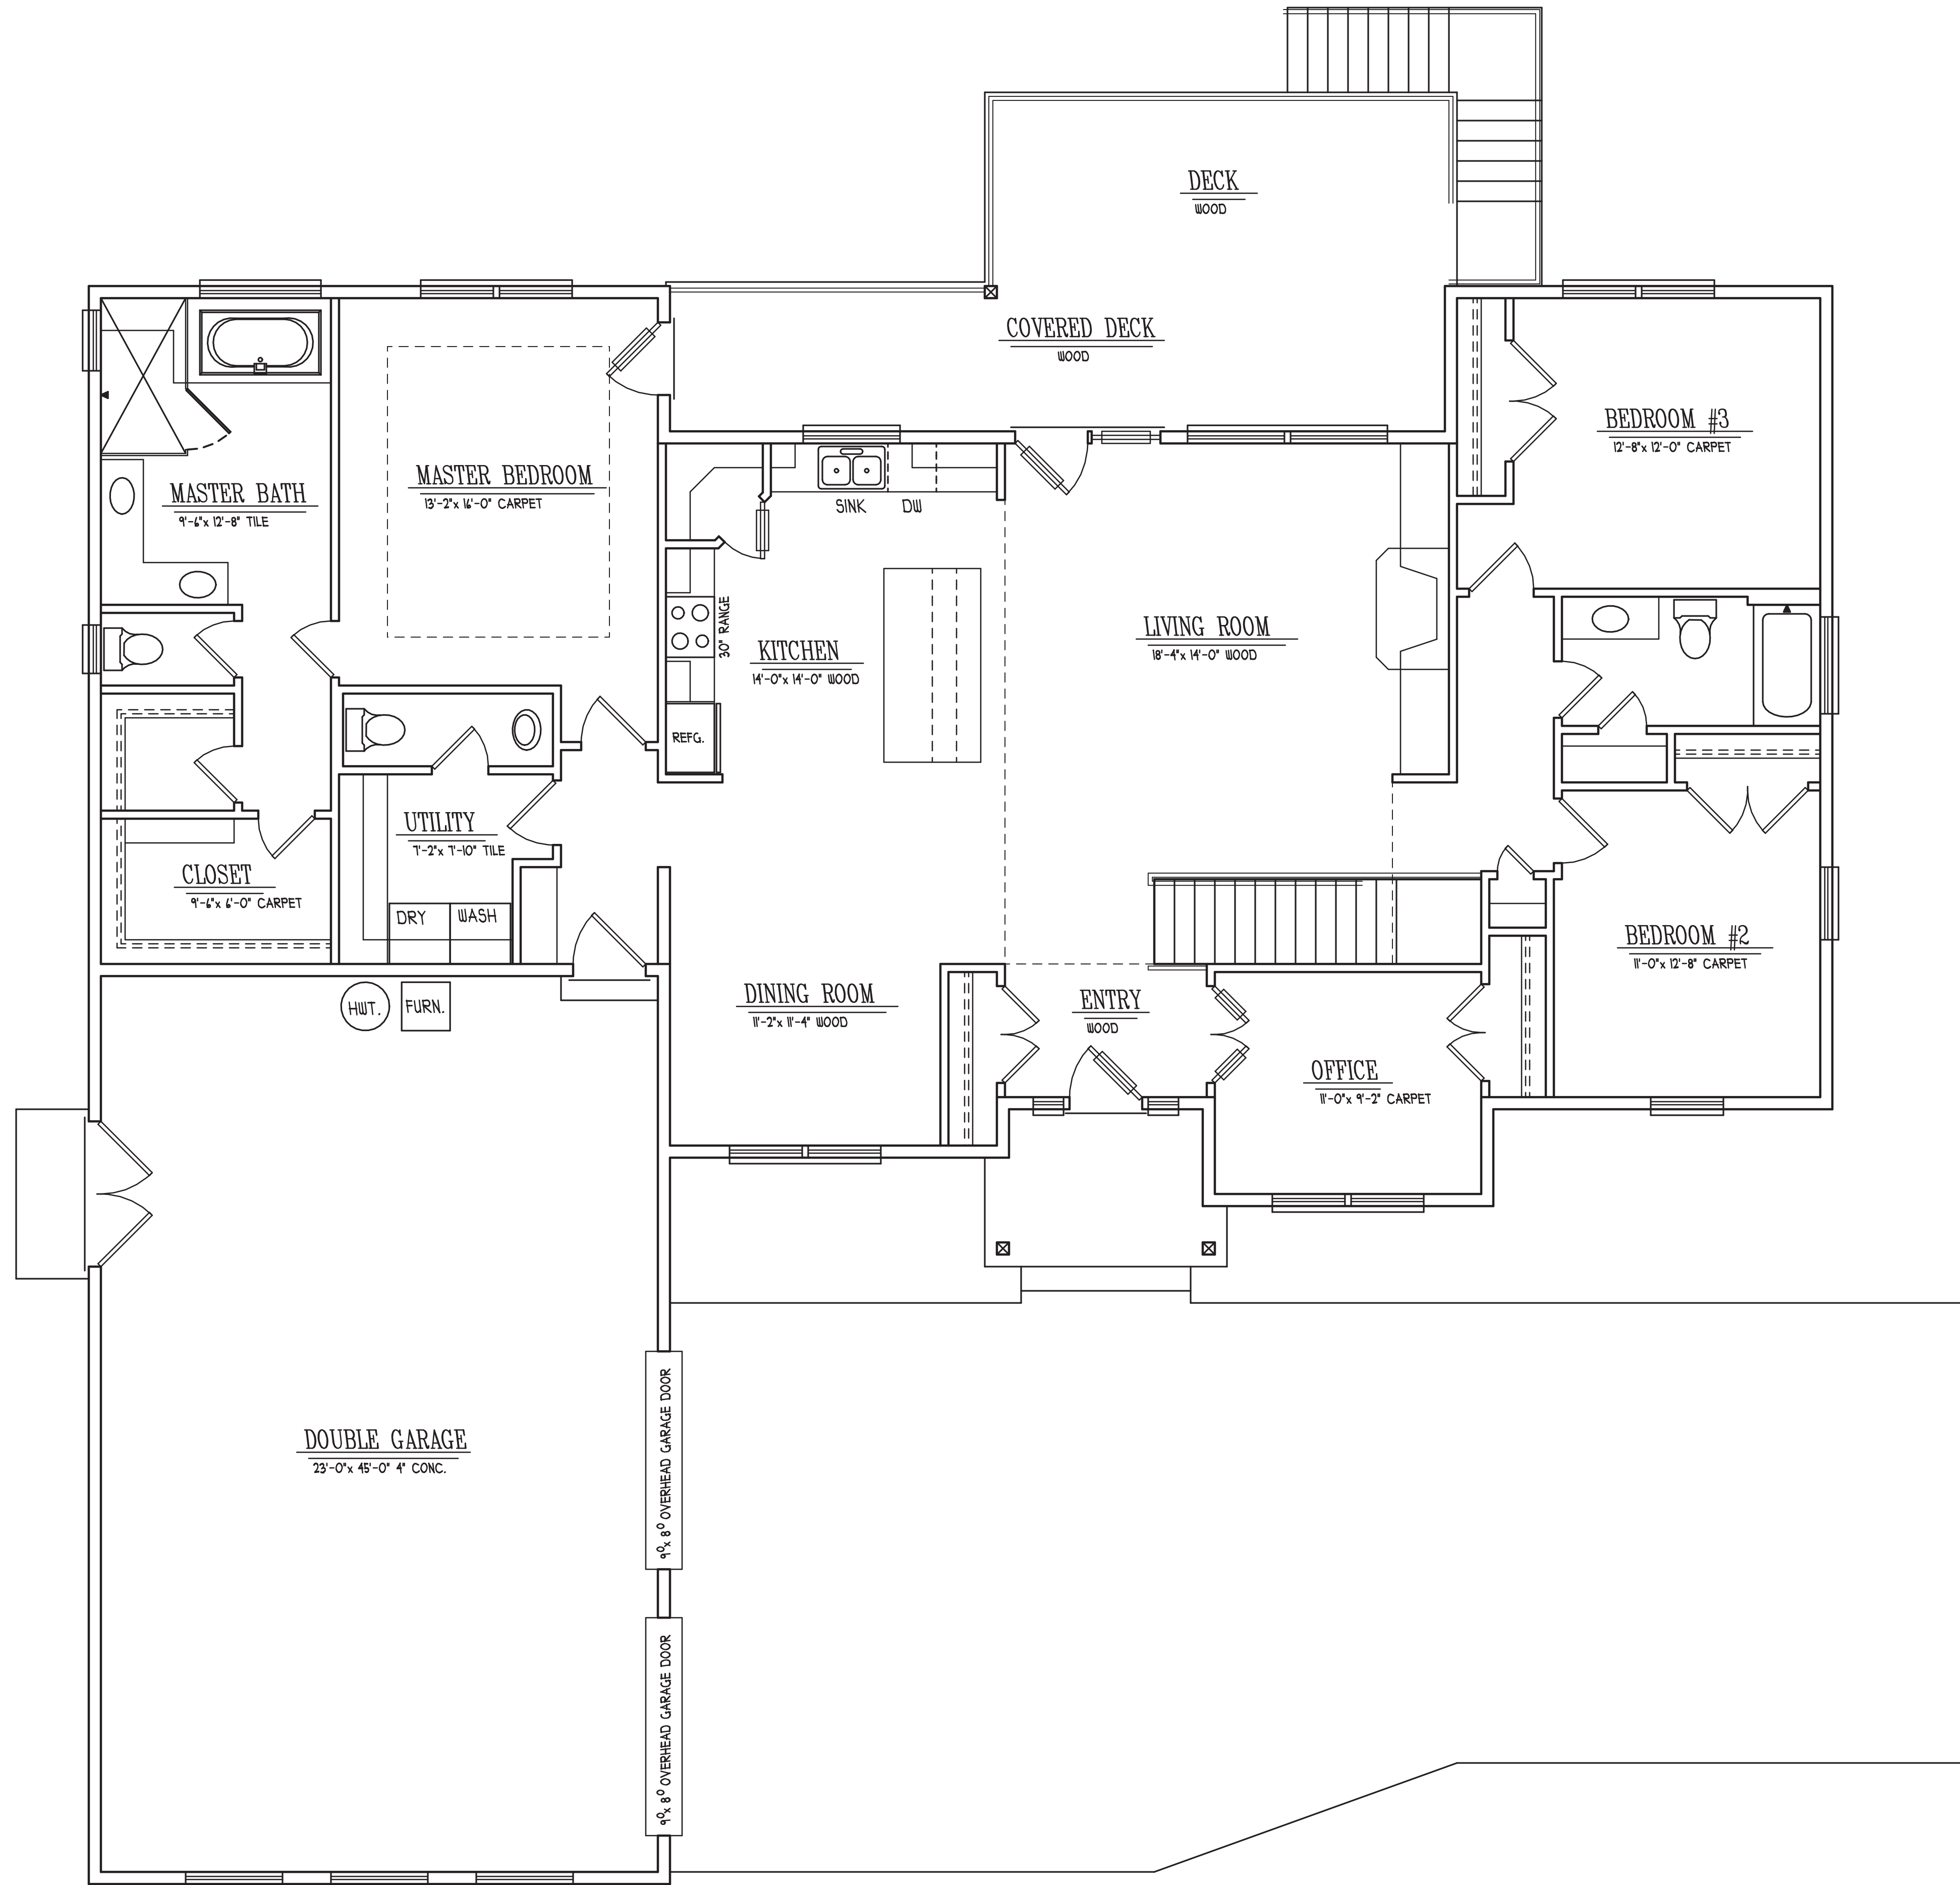 DECK
WOOD
COVERED DECK
WOOD
BEDROOM #3
12'-8"x 12'-0" CARPET
MASTER BEDROOM
13'-2"x 16'-0" CARPET
MASTER BATH
9'-6"x 12'-8" TILE
SINK DW
30" RANGE
KITCHEN
14'-0"x 14'-0" WOOD
LIVING ROOM
18'-4"x 14'-0" WOOD
REFG.
UTILITY
7'-2"x 7'-10" TILE
CLOSET
9'-6"x 6'-0" CARPET
DRY WASH
BEDROOM #2
11'-0"x 12'-8" CARPET
HWT. FURN.
DINING ROOM
11'-2"x 11'-4" WOOD
ENTRY
WOOD
OFFICE
11'-0"x 9'-2" CARPET
DOUBLE GARAGE
23'-0"x 45'-0" 4" CONC.
9⁰x 8⁰ OVERHEAD GARAGE DOOR
9⁰x 8⁰ OVERHEAD GARAGE DOOR